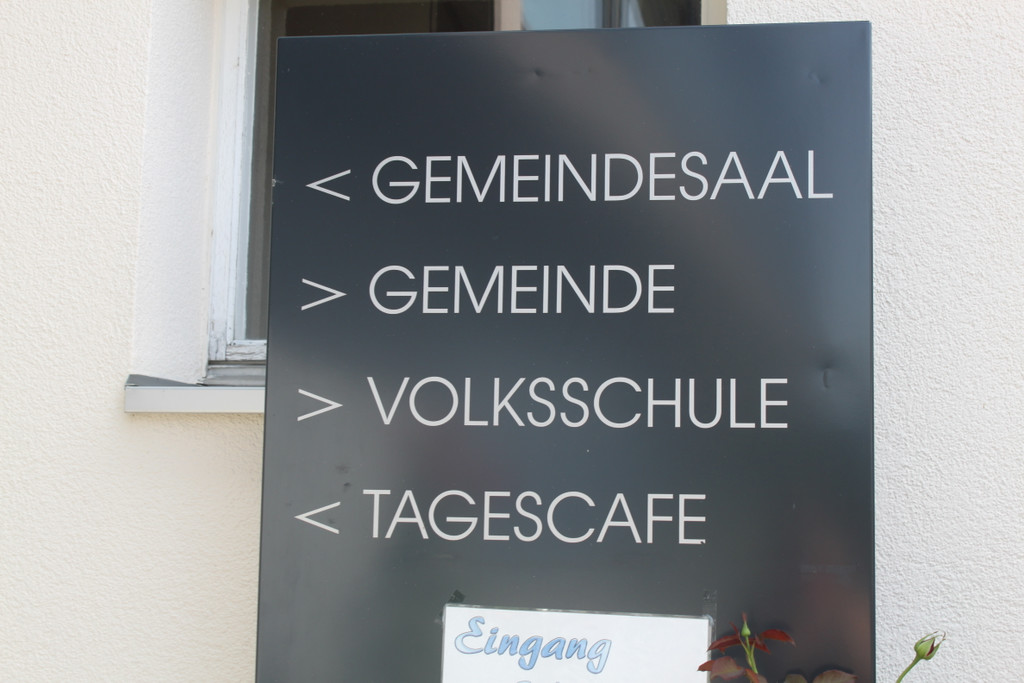 < GEMEINDESAAL
> GEMEINDE
> VOLKSSCHULE
< TAGESCAFE
Eingang